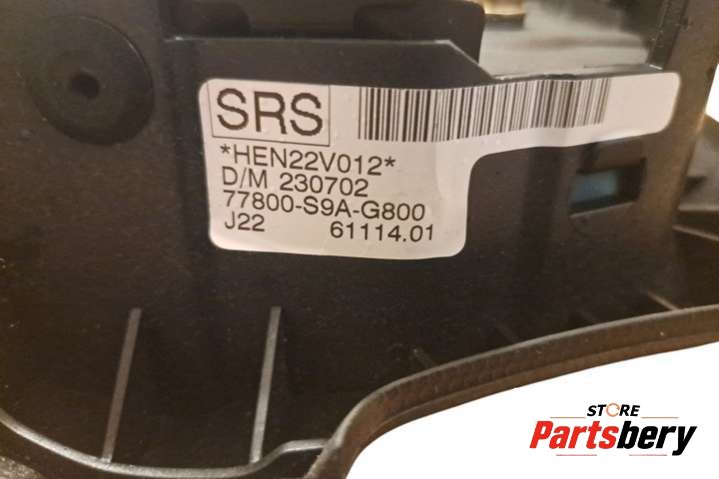 SRS
*HEN22V012*
D/M 230702
77800-S9A-G800
J22 61114.01
STORE
Partsbery